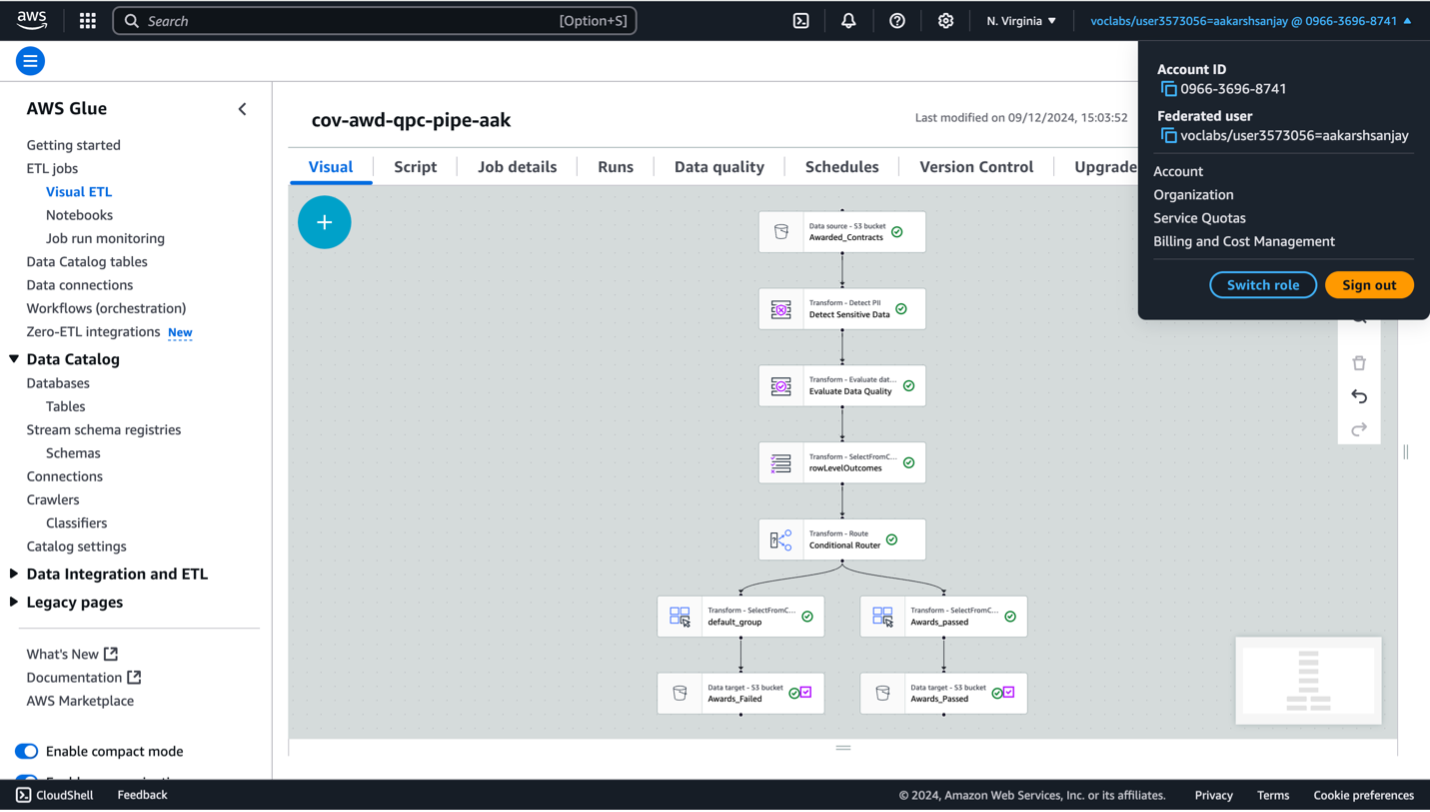 aws
Search [Option+S]
N. Virginia
voclabs/user3573056=aakarshsanjay @ 0966-3696-8741
Account ID
0966-3696-8741
Federated user
voclabs/user3573056=aakarshsanjay
Account
Organization
Service Quotas
Billing and Cost Management
Switch role
Sign out
AWS Glue
Getting started
ETL jobs
Visual ETL
Notebooks
Job run monitoring
Data Catalog tables
Data connections
Workflows (orchestration)
Zero-ETL integrations New
Data Catalog
Databases
Tables
Stream schema registries
Schemas
Connections
Crawlers
Classifiers
Catalog settings
Data Integration and ETL
Legacy pages
What's New
Documentation
AWS Marketplace
Enable compact mode
cov-awd-qpc-pipe-aak
Last modified on 09/12/2024, 15:03:52
Visual Script Job details Runs Data quality Schedules Version Control Upgrade
Data source - S3 bucket
Awarded_Contracts
Transform - Detect PII
Detect Sensitive Data
Transform - Evaluate dat...
Evaluate Data Quality
Transform - SelectFromC...
rowLevelOutcomes
Transform - Route
Conditional Router
Transform - SelectFromC...
default_group
Transform - SelectFromC...
Awards_passed
Data target - S3 bucket
Awards_Failed
Data target - S3 bucket
Awards_Passed
CloudShell Feedback
© 2024, Amazon Web Services, Inc. or its affiliates. Privacy Terms Cookie preferences